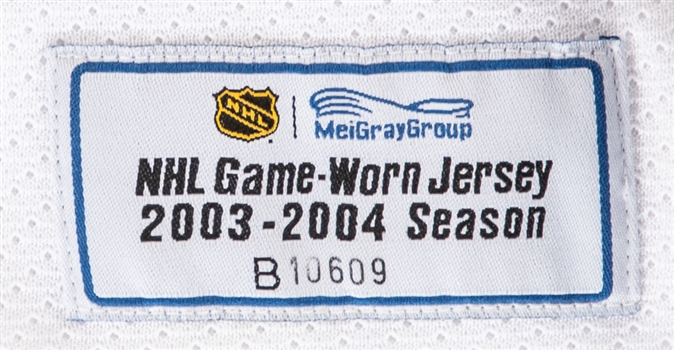 NHL | MeiGrayGroup
NHL Game-Worn Jersey
2003-2004 Season
B10609